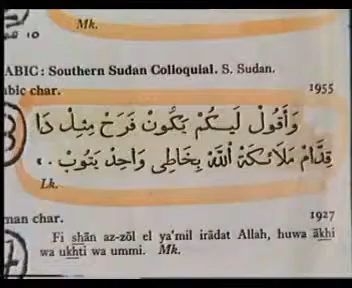 Mk.
ABIC: Southern Sudan Colloquial. S. Sudan.
abic char. 1955
وَأَقُول لَيكُمْ يَكُونْ فَرَحْ مِثِل دَا
قِدَّامْ مَلَائِكَةْ اللَّهْ بِخَاطِى وَاحِدْ يَتُوبْ.
Lk.
man char. 1927
Fi shān az-zōl el ya'mil irādat Allah, huwa ākhi
wa ukhti wa ummi. Mk.